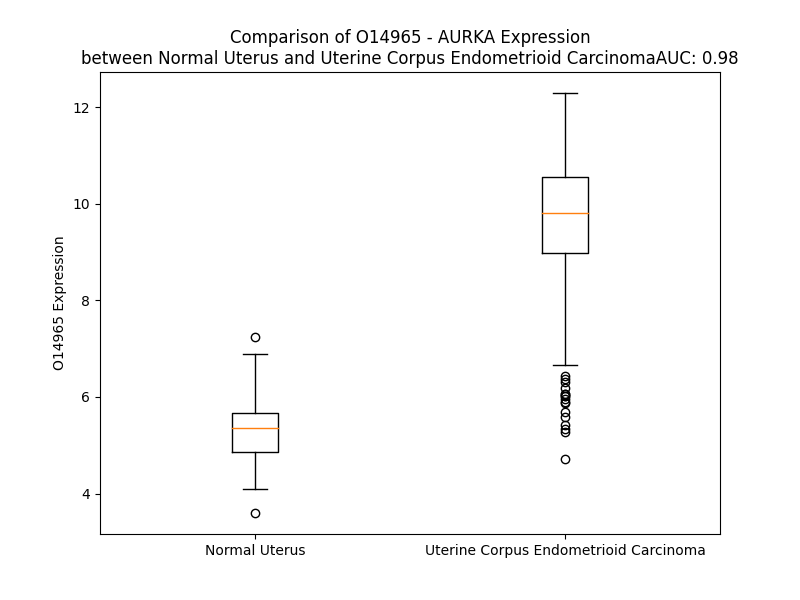 Comparison of O14965 - AURKA Expression
between Normal Uterus and Uterine Corpus Endometrioid CarcinomaAUC: 0.98
12
10
8
6
4
O14965 Expression
Normal Uterus
Uterine Corpus Endometrioid Carcinoma